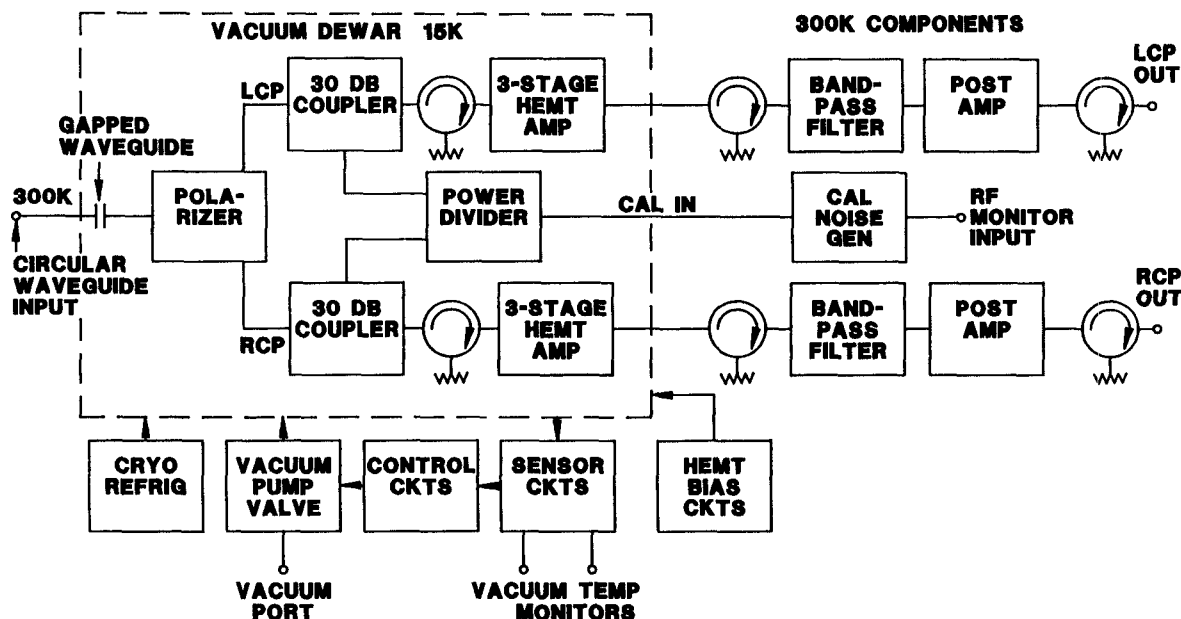 VACUUM DEWAR 15K
300K COMPONENTS
LCP
OUT
LCP
30 DB
COUPLER
3-STAGE
HEMT
AMP
BAND-
PASS
FILTER
POST
AMP
GAPPED
WAVEGUIDE
300K
POLA-
RIZER
POWER
DIVIDER
CAL IN
CAL
NOISE
GEN
RF
MONITOR
INPUT
CIRCULAR
WAVEGUIDE
INPUT
RCP
30 DB
COUPLER
3-STAGE
HEMT
AMP
BAND-
PASS
FILTER
POST
AMP
RCP
OUT
CRYO
REFRIG
VACUUM
PUMP
VALVE
CONTROL
CKTS
SENSOR
CKTS
HEMT
BIAS
CKTS
VACUUM
PORT
VACUUM TEMP
MONITORS